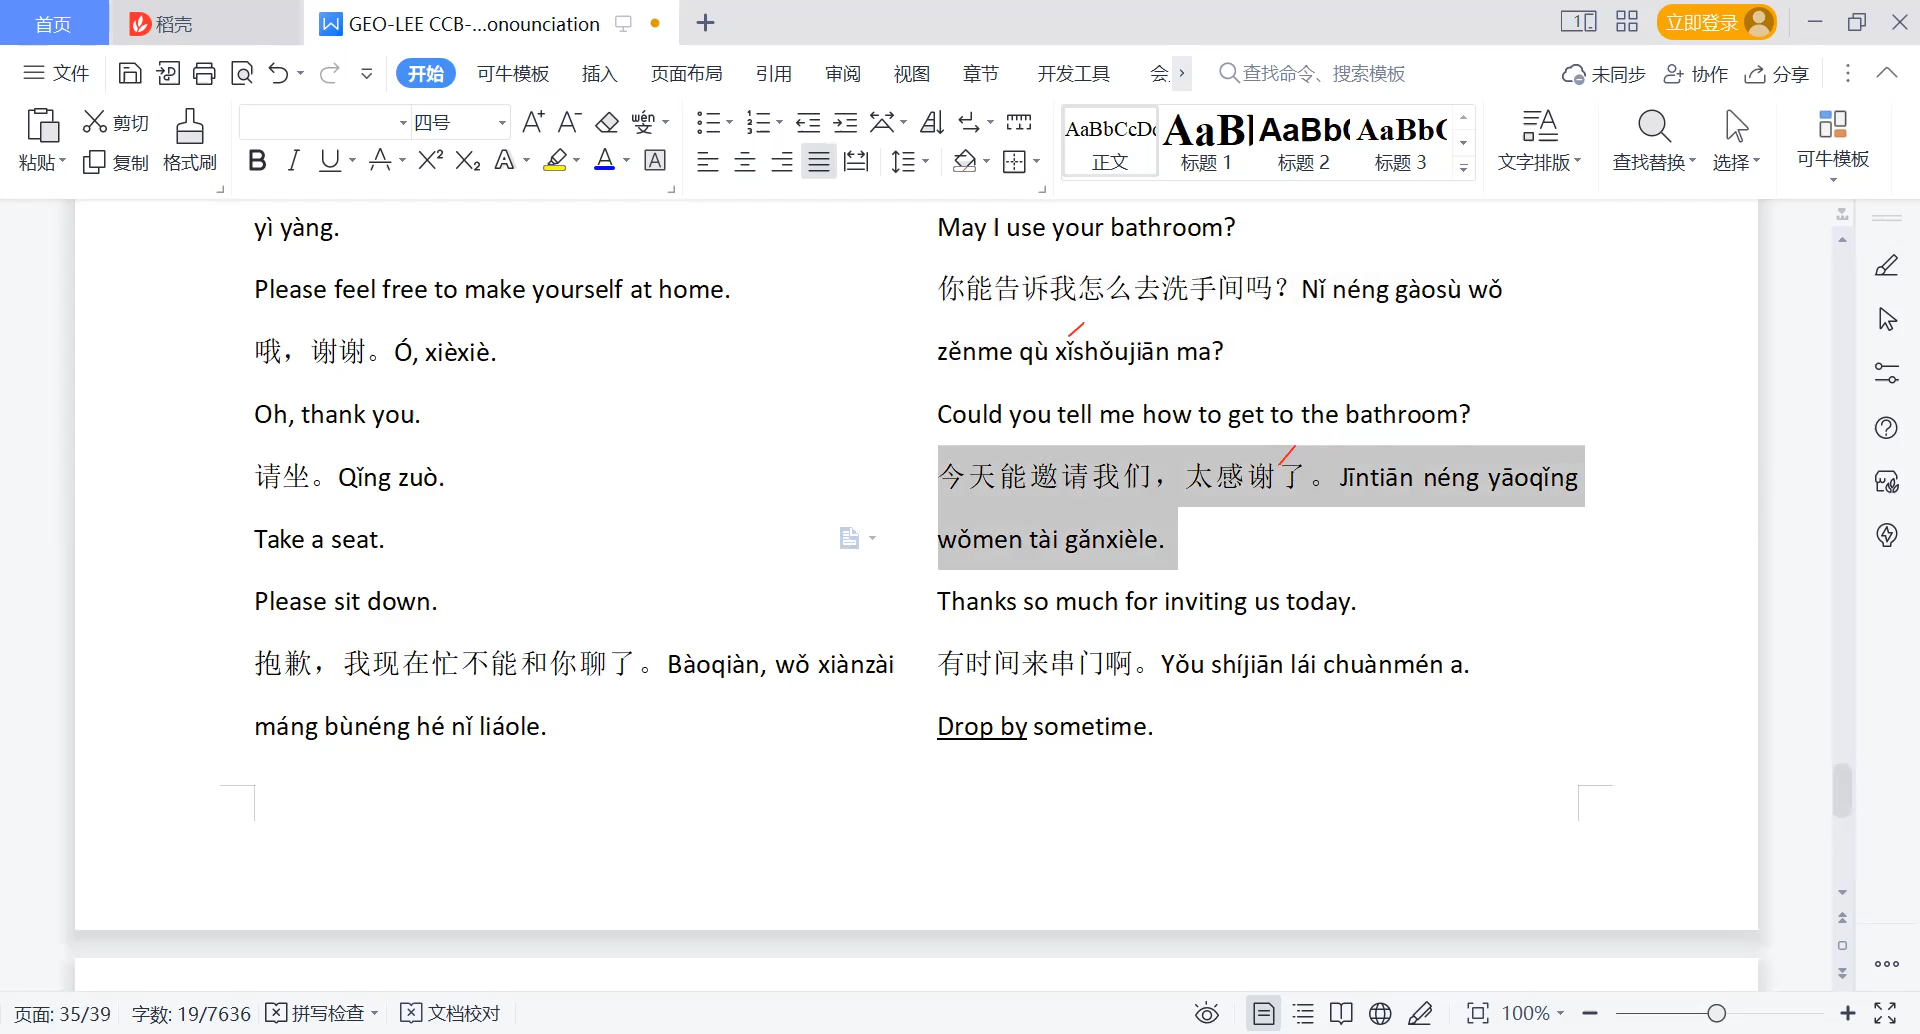 首页
稻壳
GEO-LEE CCB-...onounciation
立即登录
文件
开始
可牛模板
插入
页面布局
引用
审阅
视图
章节
开发工具
会
查找命令、搜索模板
未同步
协作
分享
粘贴
剪切
复制
格式刷
四号
AaBbCcDd
正文
AaBl
标题 1
AaBb(
标题 2
AaBb(
标题 3
文字排版
查找替换
选择
可牛模板
yì yàng.
Please feel free to make yourself at home.
哦，谢谢。Ó, xièxiè.
Oh, thank you.
请坐。Qǐng zuò.
Take a seat.
Please sit down.
抱歉，我现在忙不能和你聊了。Bàoqiàn, wǒ xiànzài
máng bùnéng hé nǐ liáole.
May I use your bathroom?
你能告诉我怎么去洗手间吗？Nǐ néng gàosù wǒ
zěnme qù xǐshǒujiān ma?
Could you tell me how to get to the bathroom?
今天能邀请我们，太感谢了。Jīntiān néng yāoqǐng
wǒmen tài gǎnxièle.
Thanks so much for inviting us today.
有时间来串门啊。Yǒu shíjiān lái chuànmén a.
Drop by sometime.
页面: 35/39
字数: 19/7636
拼写检查
文档校对
100%